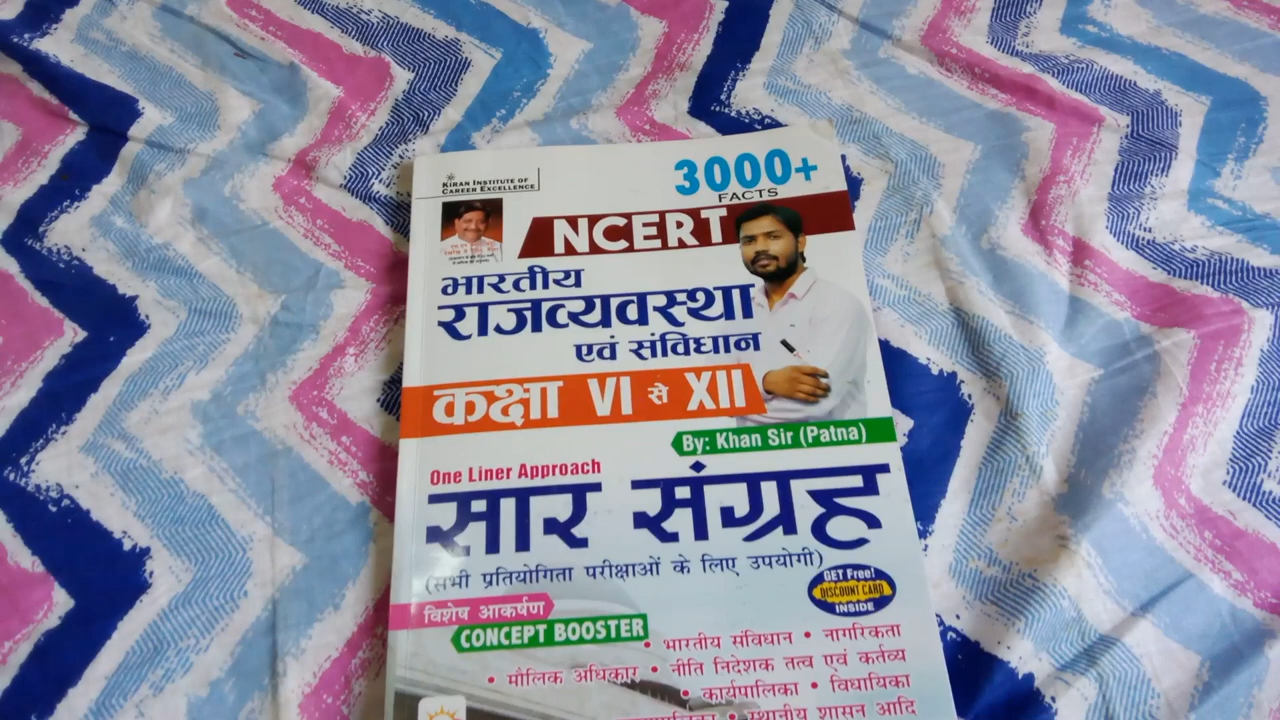 KIRAN INSTITUTE OF
CAREER EXCELLENCE
3000+
FACTS
NCERT
भारतीय
राजव्यवस्था
एवं संविधान
कक्षा VI से XII
By: Khan Sir (Patna)
One Liner Approach
सार संग्रह
(सभी प्रतियोगिता परीक्षाओं के लिए उपयोगी)
GET Free!
DISCOUNT CARD
INSIDE
विशेष आकर्षण
CONCEPT BOOSTER
• भारतीय संविधान • नागरिकता
• मौलिक अधिकार • नीति निदेशक तत्व एवं कर्तव्य
• कार्यपालिका • विधायिका
• स्थानीय शासन आदि